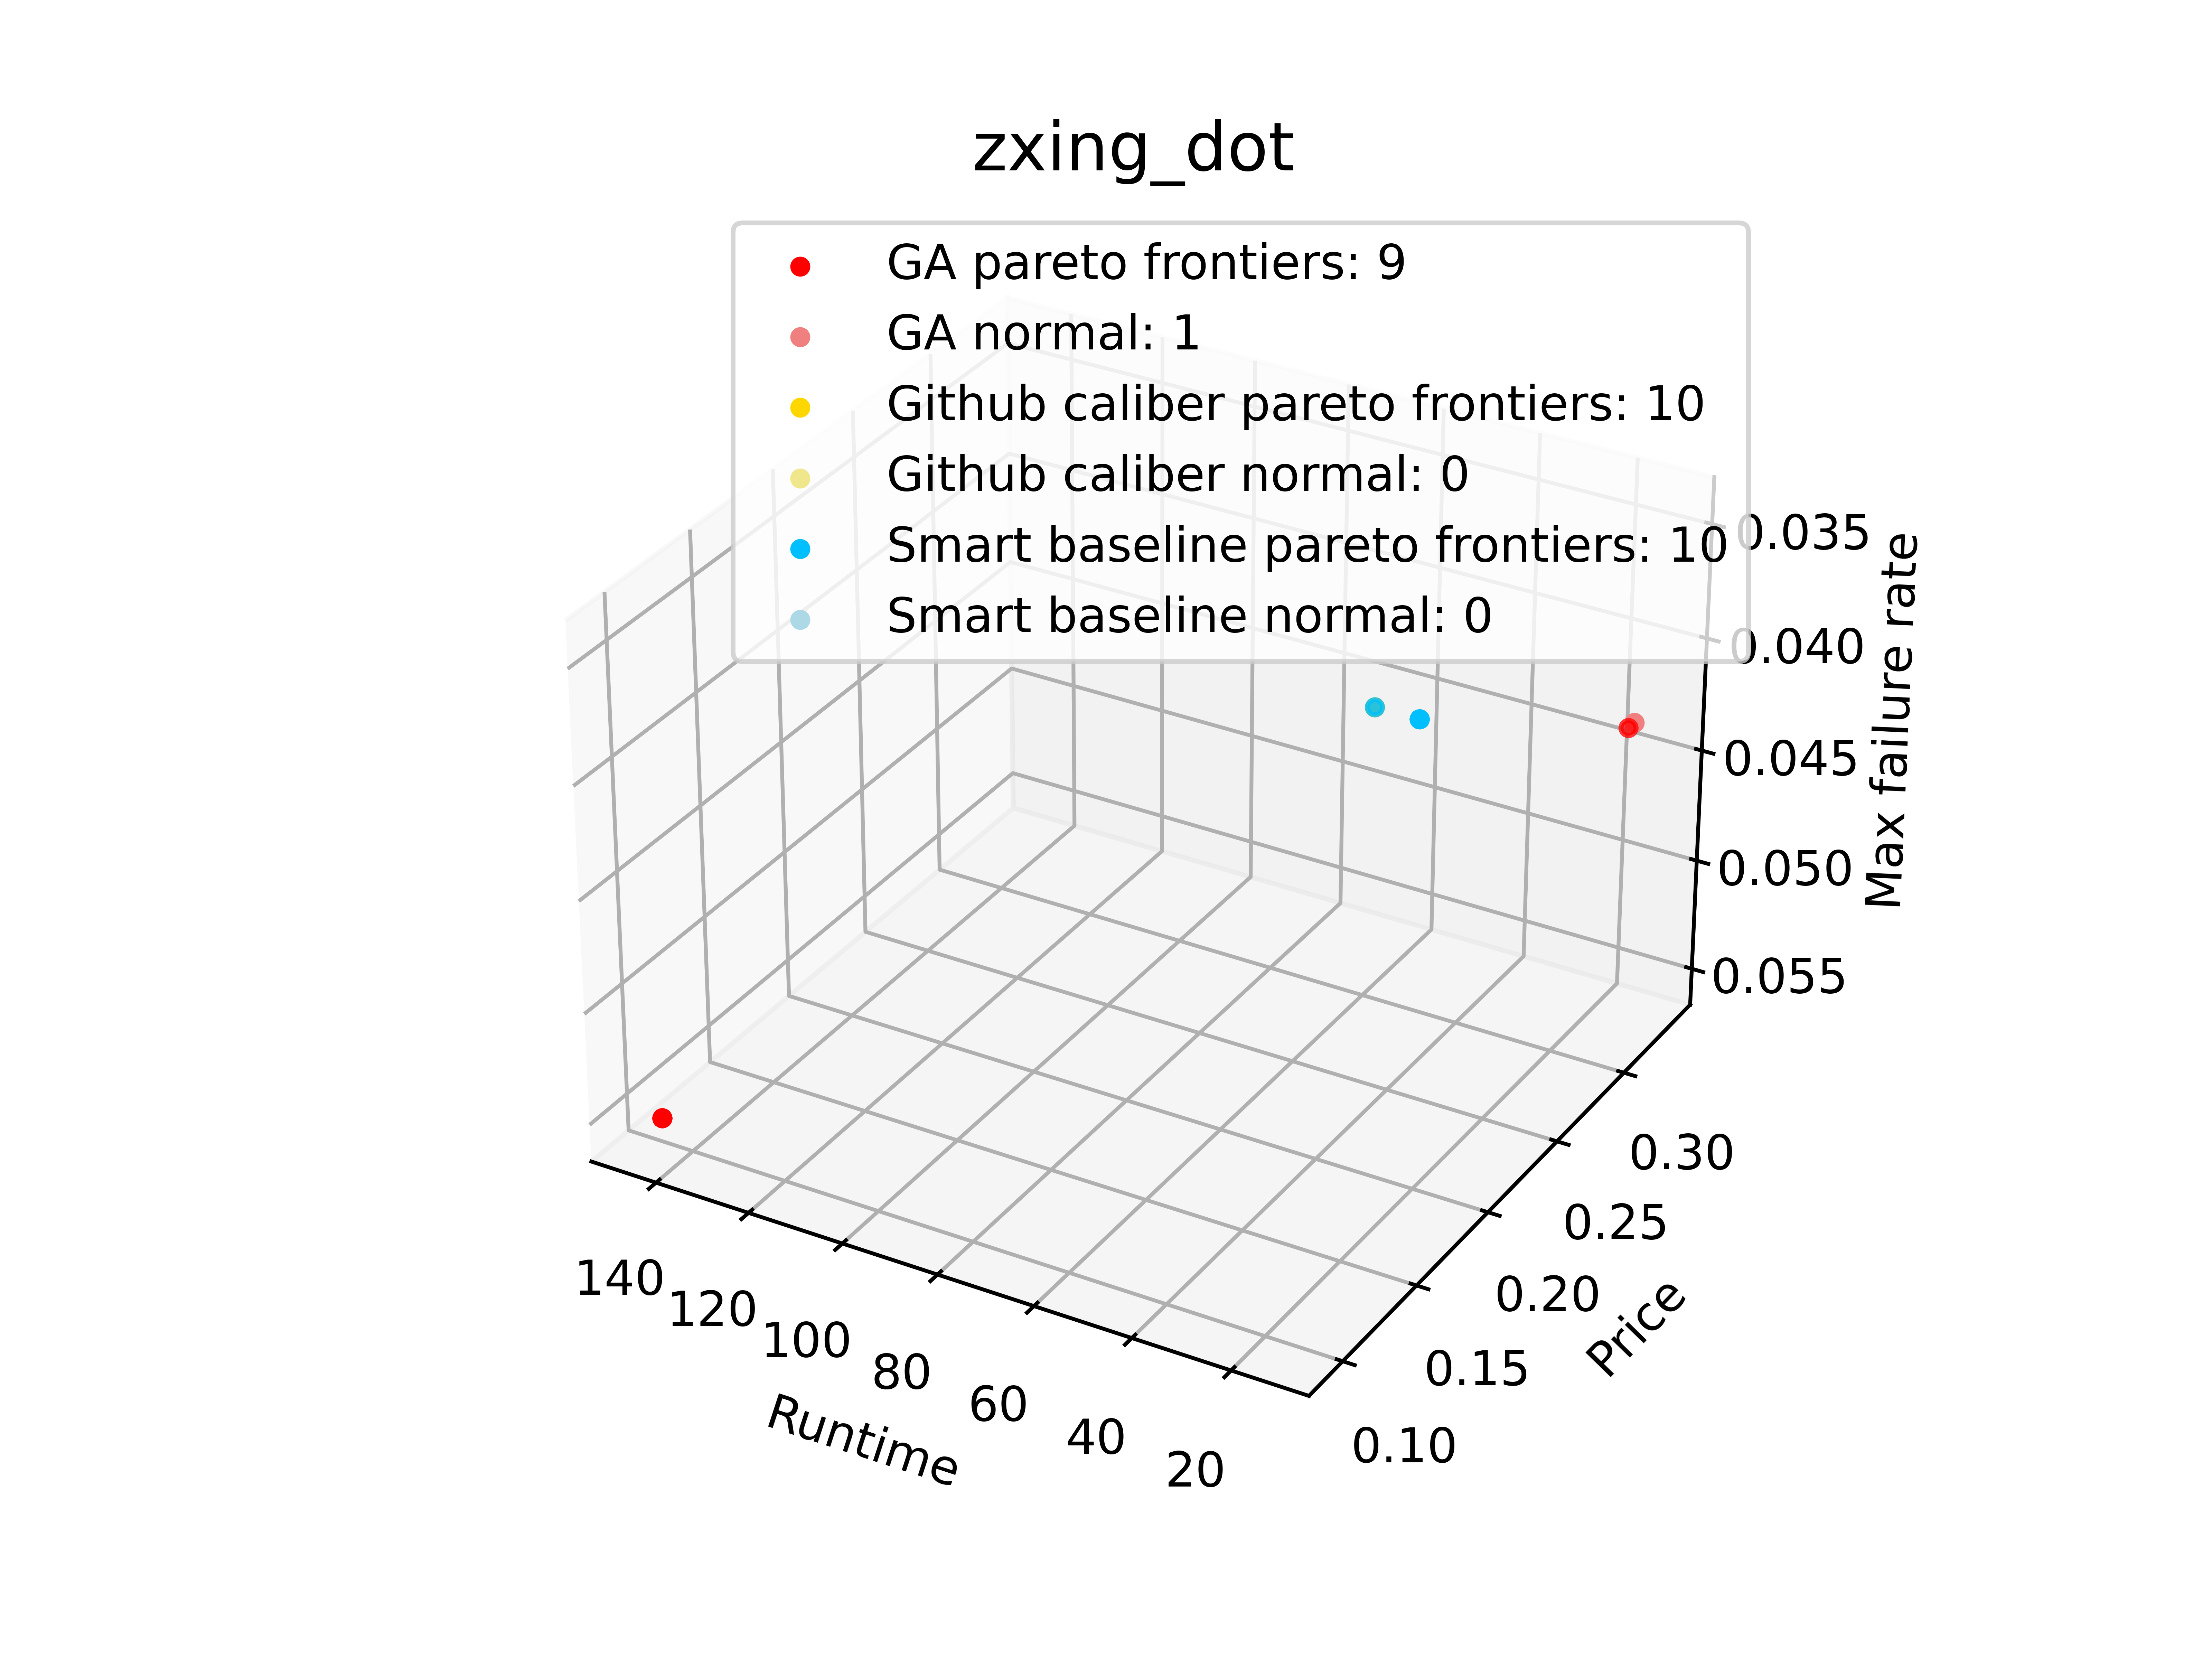 zxing_dot
GA pareto frontiers: 9
GA normal: 1
Github caliber pareto frontiers: 10
Github caliber normal: 0
Smart baseline pareto frontiers: 10
Smart baseline normal: 0
0.035
0.040
0.045
0.050
0.055
Max failure rate
0.30
0.25
0.20
0.15
0.10
Price
140
120
100
80
60
40
20
Runtime